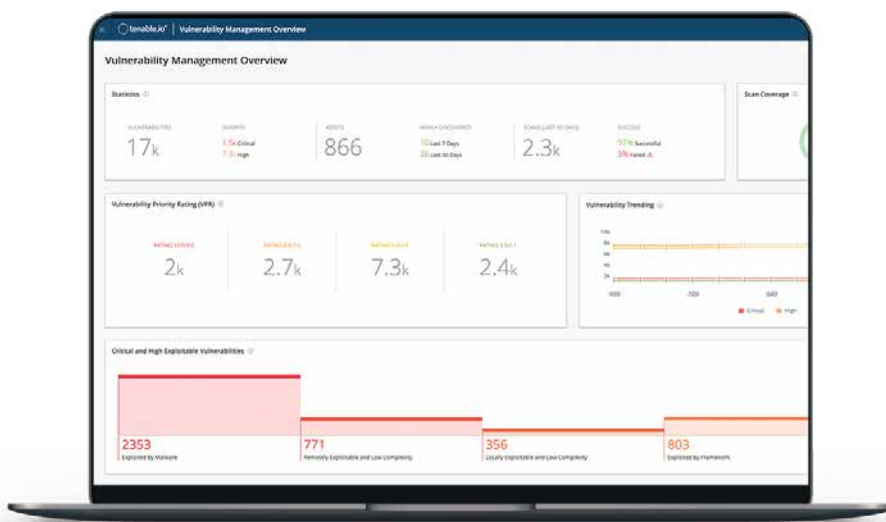 tenable.io | Vulnerability Management Overview
Vulnerability Management Overview
Statistics
Scan Coverage
VULNERABILITIES
SEVERITY
ASSETS
NEWLY DISCOVERED
SCANS (LAST 90 DAYS)
SUCCESS
17k
1.5k Critical
7.3k High
866
10 Last 7 Days
26 Last 30 Days
2.3k
97% Successful
3% Failed
Vulnerability Priority Rating (VPR)
Vulnerability Trending
2k
2.7k
7.3k
2.4k
10k
8k
6k
4k
2k
-720
-540
Critical
High
Critical and High Exploitable Vulnerabilities
2353
Exploited by Malware
771
Remotely Exploitable and Low Complexity
356
Locally Exploitable and Low Complexity
803
Exploited by Framework